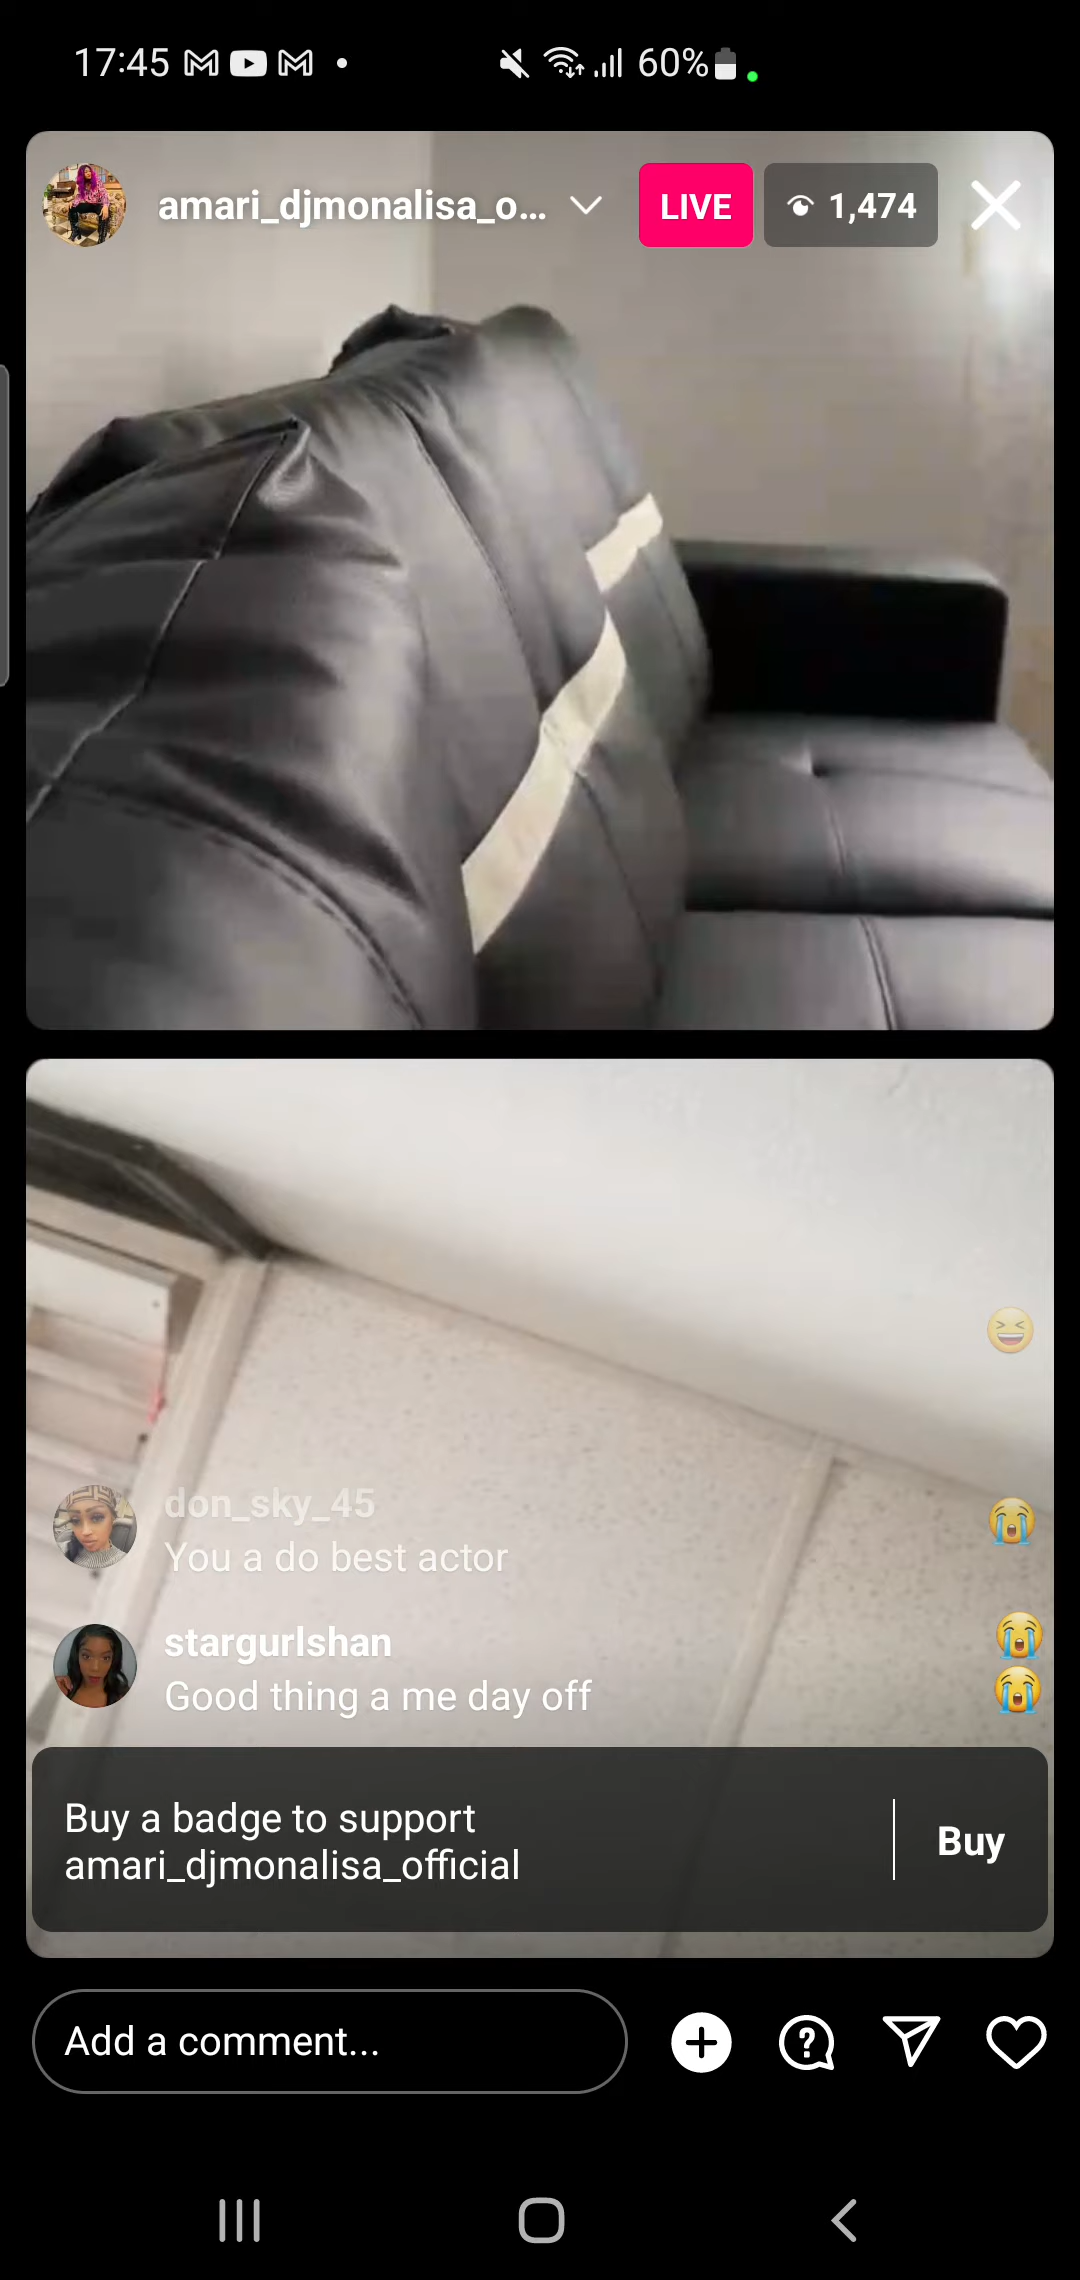 17:45 60%
amari_djmonalisa_o... LIVE 1,474
don_sky_45
You a do best actor
stargurlshan
Good thing a me day off
Buy a badge to support
amari_djmonalisa_official
Buy
Add a comment...